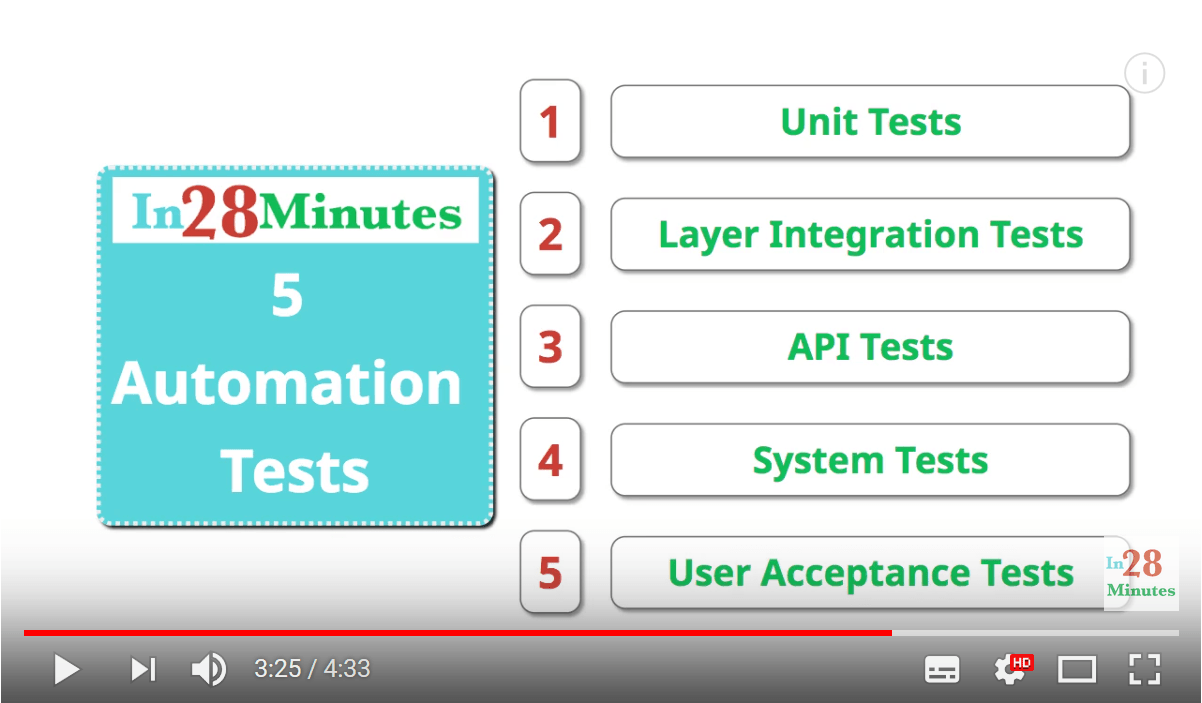 In28Minutes
5
Automation
Tests
1
Unit Tests
2
Layer Integration Tests
3
API Tests
4
System Tests
5
User Acceptance Tests
In28
Minutes
i
3:25 / 4:33
HD